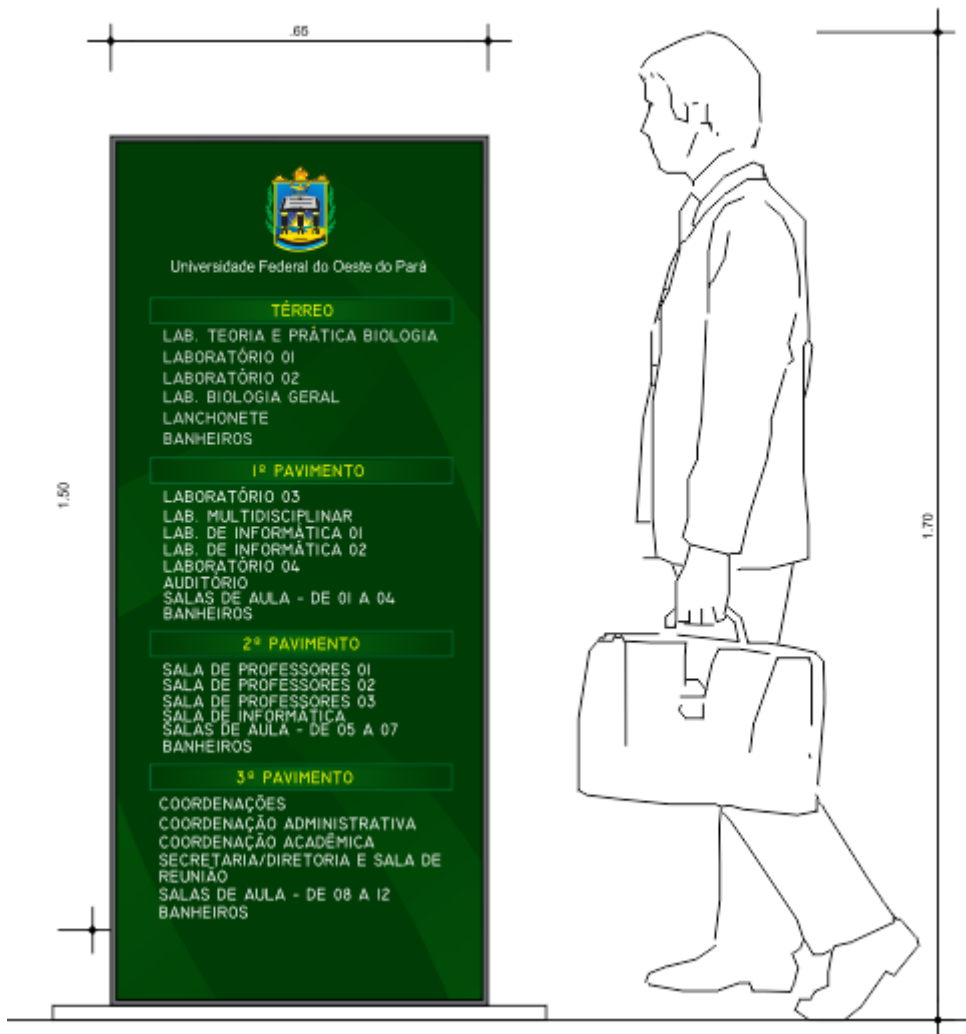 .65
Universidade Federal do Oeste do Pará
TÉRREO
LAB. TEORIA E PRÁTICA BIOLOGIA
LABORATÓRIO 01
LABORATÓRIO 02
LAB. BIOLOGIA GERAL
LANCHONETE
BANHEIROS
1º PAVIMENTO
LABORATÓRIO 03
LAB. MULTIDISCIPLINAR
LAB. DE INFORMÁTICA 01
LAB. DE INFORMÁTICA 02
LABORATÓRIO 04
AUDITÓRIO
SALAS DE AULA - DE 01 A 04
BANHEIROS
2º PAVIMENTO
SALA DE PROFESSORES 01
SALA DE PROFESSORES 02
SALA DE PROFESSORES 03
SALA DE INFORMÁTICA
SALAS DE AULA - DE 05 A 07
BANHEIROS
3º PAVIMENTO
COORDENAÇÕES
COORDENAÇÃO ADMINISTRATIVA
COORDENAÇÃO ACADÊMICA
SECRETARIA/DIRETORIA E SALA DE
REUNIÃO
SALAS DE AULA - DE 08 A 12
BANHEIROS
1.50
1.70